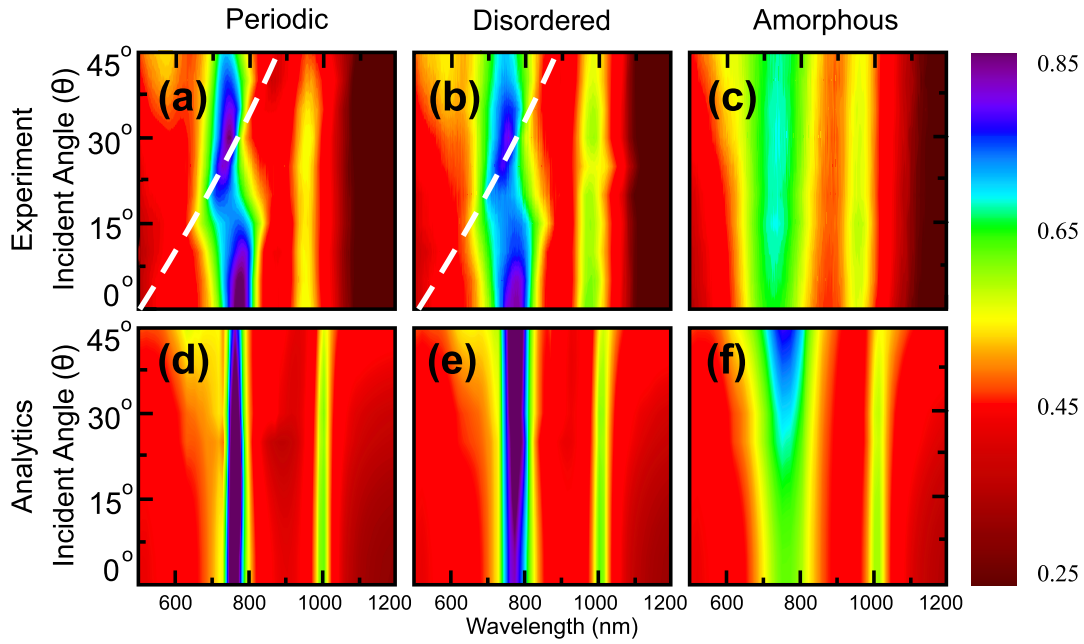 Periodic Disordered Amorphous
Experiment
Incident Angle (θ)
45°
30°
15°
0°
(a) (b) (c)
0.85
0.65
0.45
0.25
Analytics
Incident Angle (θ)
45°
30°
15°
0°
(d) (e) (f)
600 800 1000 1200 600 800 1000 1200 600 800 1000 1200
Wavelength (nm)